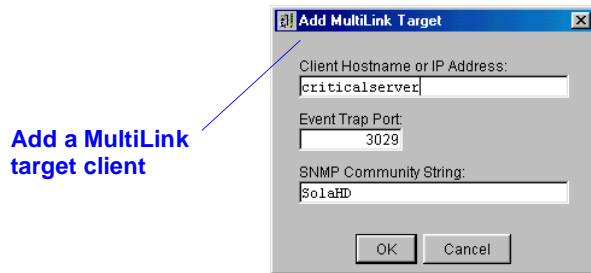 Add MultiLink Target
Client Hostname or IP Address:
criticalserver
Event Trap Port:
3029
SNMP Community String:
SolaHD
OK Cancel
Add a MultiLink
target client